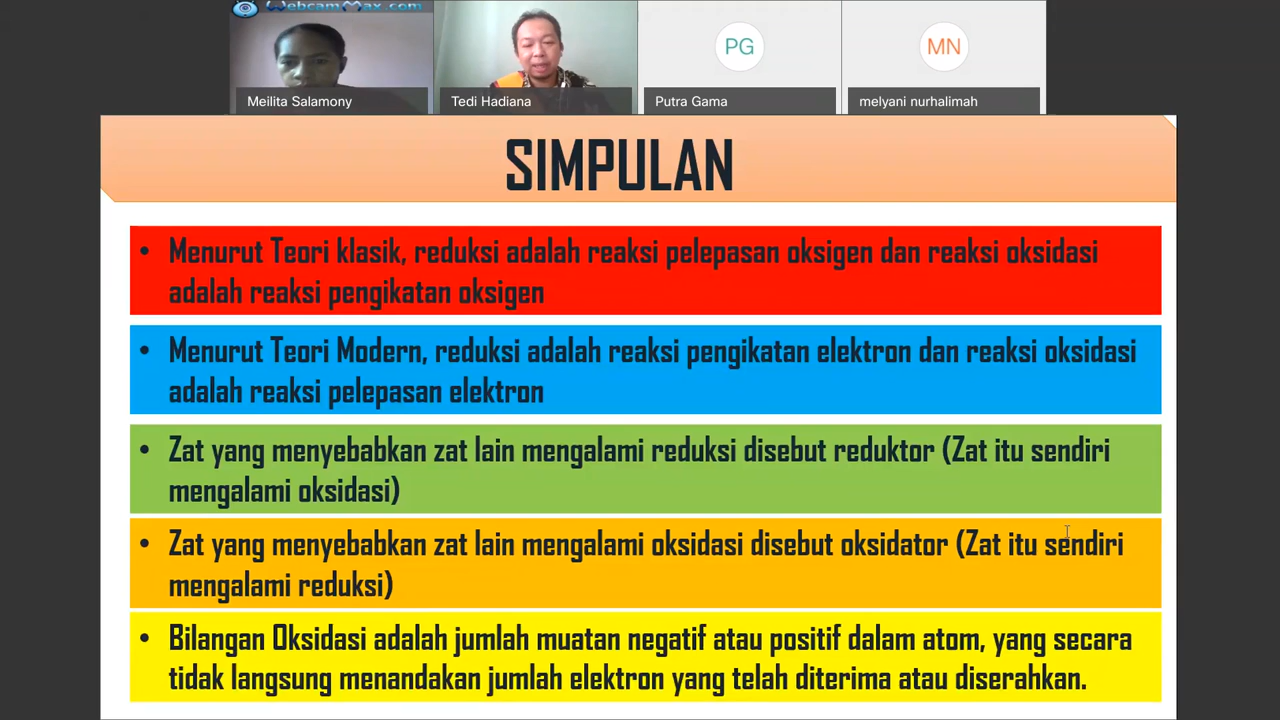 WebcamMax.com
Meilita Salamony
Tedi Hadiana
PG
Putra Gama
MN
melyani nurhalimah
SIMPULAN
• Menurut Teori klasik, reduksi adalah reaksi pelepasan oksigen dan reaksi oksidasi
adalah reaksi pengikatan oksigen
• Menurut Teori Modern, reduksi adalah reaksi pengikatan elektron dan reaksi oksidasi
adalah reaksi pelepasan elektron
• Zat yang menyebabkan zat lain mengalami reduksi disebut reduktor (Zat itu sendiri
mengalami oksidasi)
• Zat yang menyebabkan zat lain mengalami oksidasi disebut oksidator (Zat itu sendiri
mengalami reduksi)
• Bilangan Oksidasi adalah jumlah muatan negatif atau positif dalam atom, yang secara
tidak langsung menandakan jumlah elektron yang telah diterima atau diserahkan.